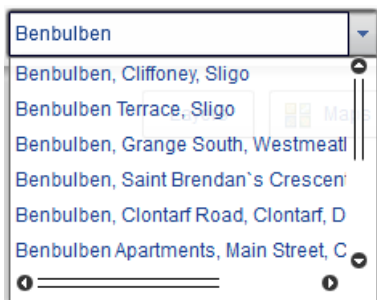 Benbulben
Benbulben, Cliffoney, Sligo
Benbulben Terrace, Sligo
Maps
Benbulben, Grange South, Westmeatl
Benbulben, Saint Brendan`s Crescent
Benbulben, Clontarf Road, Clontarf, D
Benbulben Apartments, Main Street, C